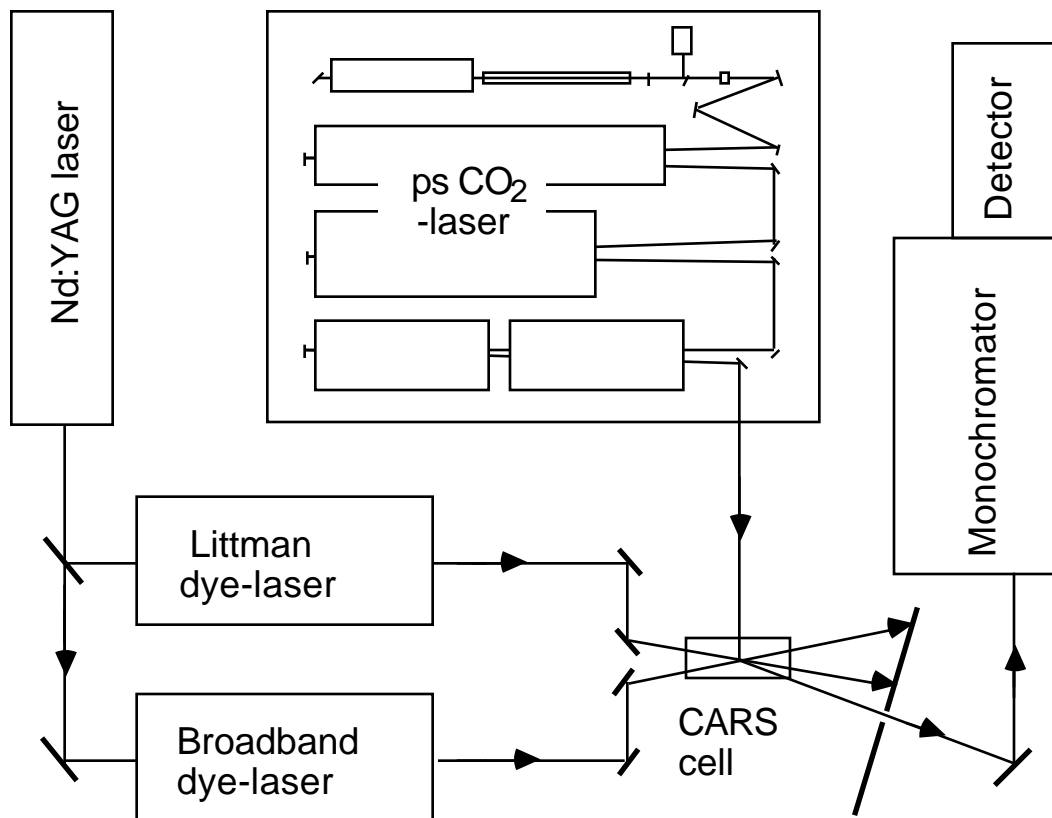 Nd:YAG laser
ps CO2
-laser
Detector
Monochromator
Littman
dye-laser
Broadband
dye-laser
CARS
cell